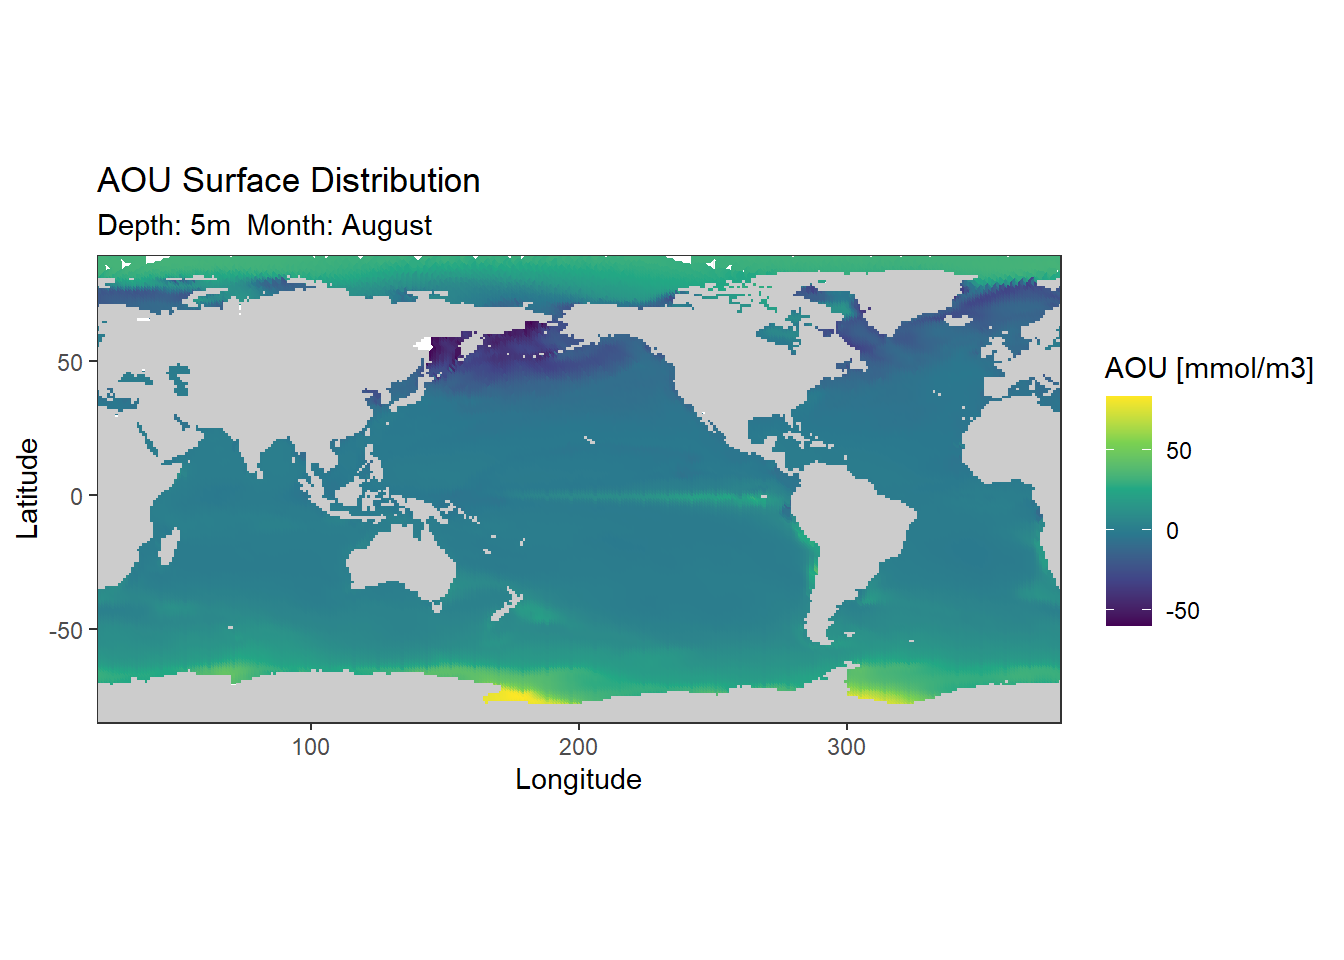 AOU Surface Distribution
Depth: 5m  Month: August
AOU [mmol/m3]
50
0
-50
Latitude
50
0
-50
100
200
300
Longitude